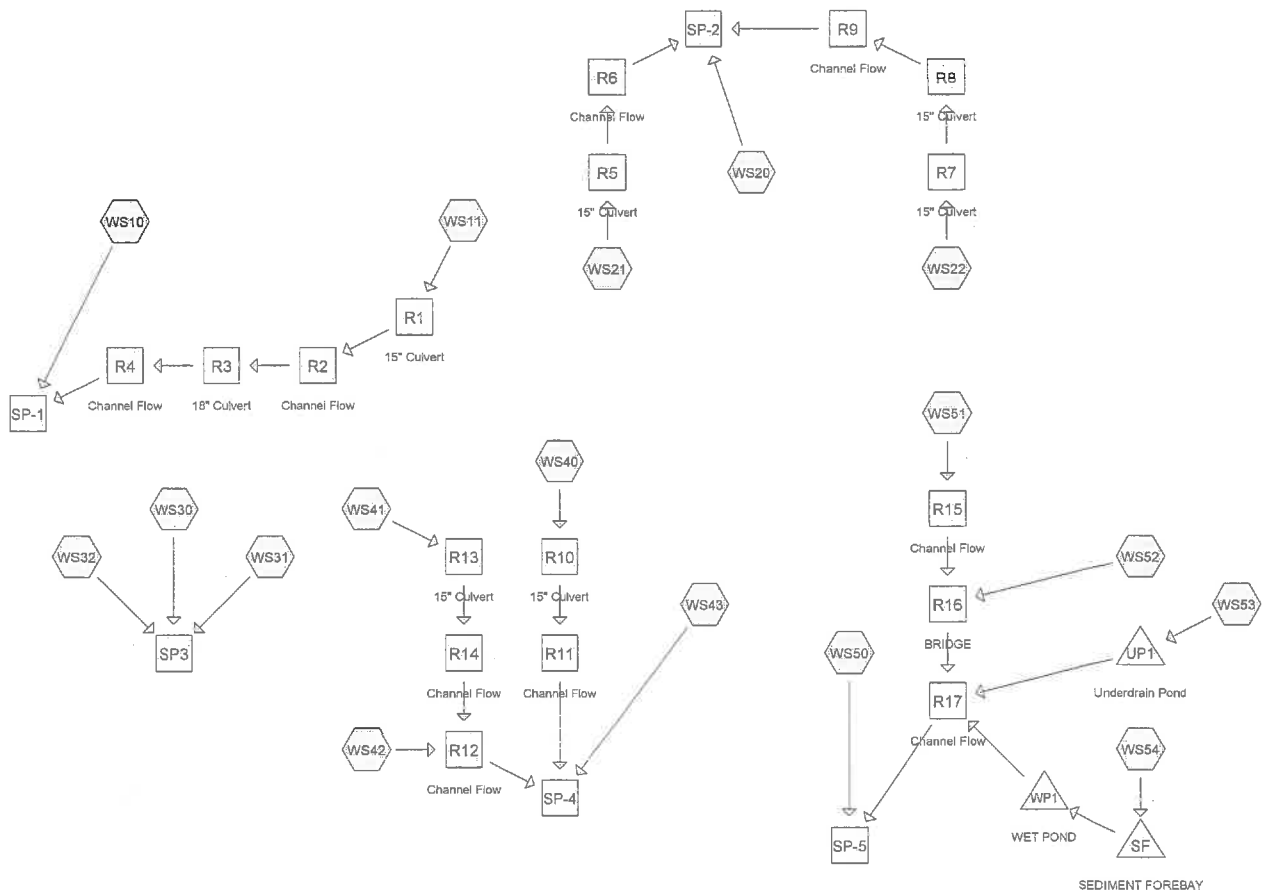 SP-2
R9
Channel Flow
R6
Channel Flow
R8
15" Culvert
R5
15" Culvert
WS20
R7
15" Culvert
WS21
WS22
WS10
WS11
R1
15" Culvert
R4
Channel Flow
R3
18" Culvert
R2
Channel Flow
SP-1
WS30
WS32
WS31
SP3
WS40
WS41
R13
15" Culvert
R10
15" Culvert
WS43
R14
Channel Flow
R11
Channel Flow
WS42
R12
Channel Flow
SP-4
WS51
R15
Channel Flow
WS52
R16
BRIDGE
WS53
WS50
UP1
Underdrain Pond
R17
Channel Flow
WS54
WP1
WET POND
SP-5
SF
SEDIMENT FOREBAY